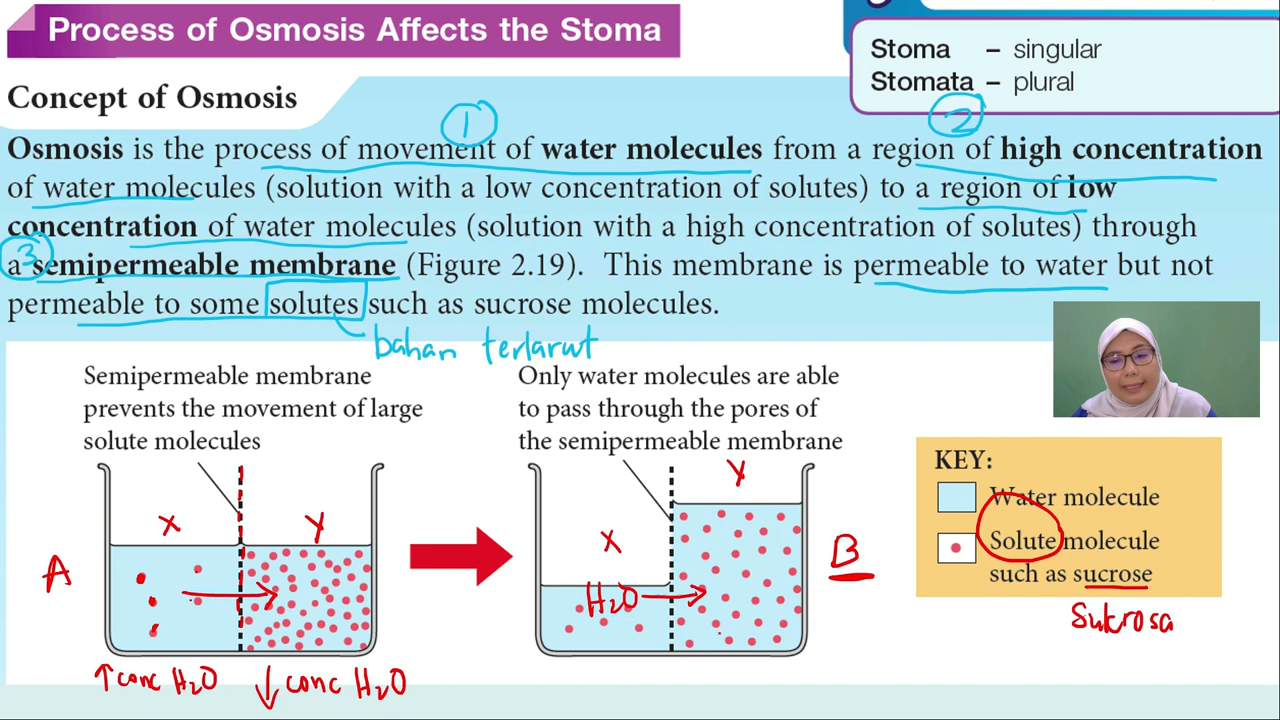 Process of Osmosis Affects the Stoma
Stoma – singular
Stomata – plural
Concept of Osmosis
1
2
Osmosis is the process of movement of water molecules from a region of high concentration
of water molecules (solution with a low concentration of solutes) to a region of low
concentration of water molecules (solution with a high concentration of solutes) through
3
a semipermeable membrane (Figure 2.19). This membrane is permeable to water but not
permeable to some solutes such as sucrose molecules.
bahan terlarut
Semipermeable membrane
prevents the movement of large
solute molecules
Only water molecules are able
to pass through the pores of
the semipermeable membrane
KEY:
Water molecule
Solute molecule
such as sucrose
Sukrosa
X
Y
A
X
Y
B
H2O
↑ conc H2O
↓ conc H2O